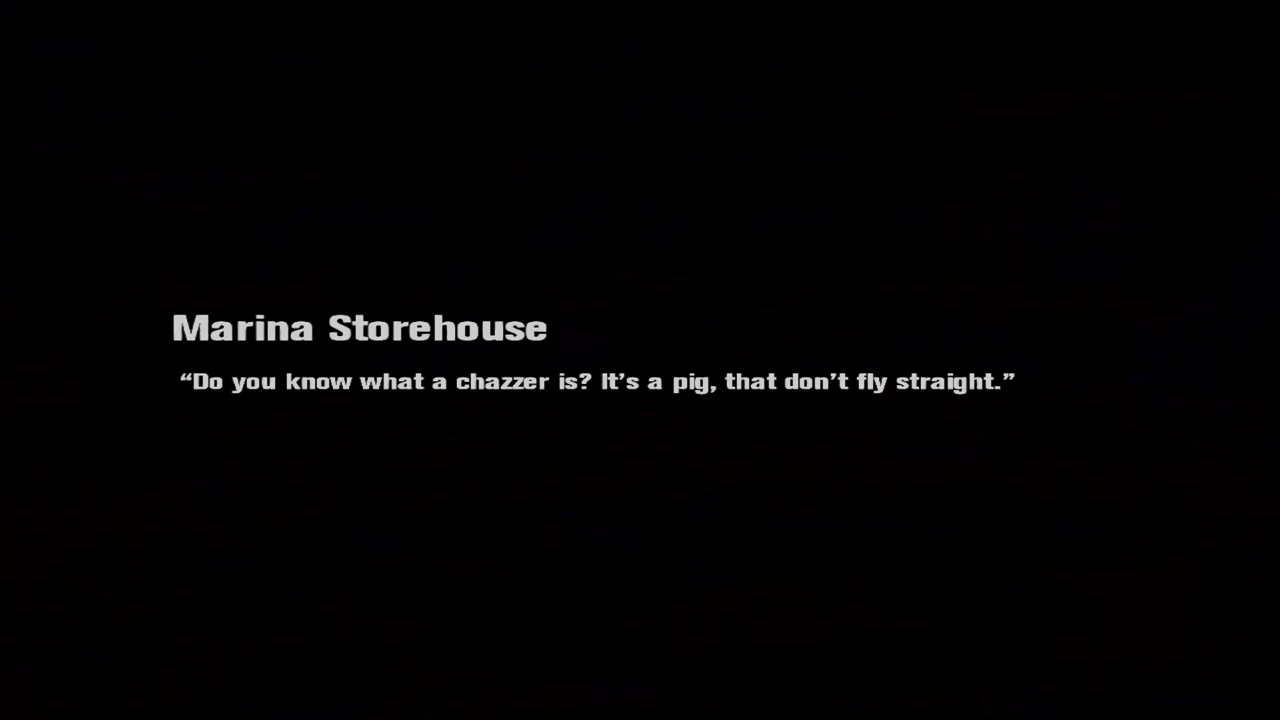 Marina Storehouse
“Do you know what a chazzer is? It’s a pig, that don’t fly straight.”